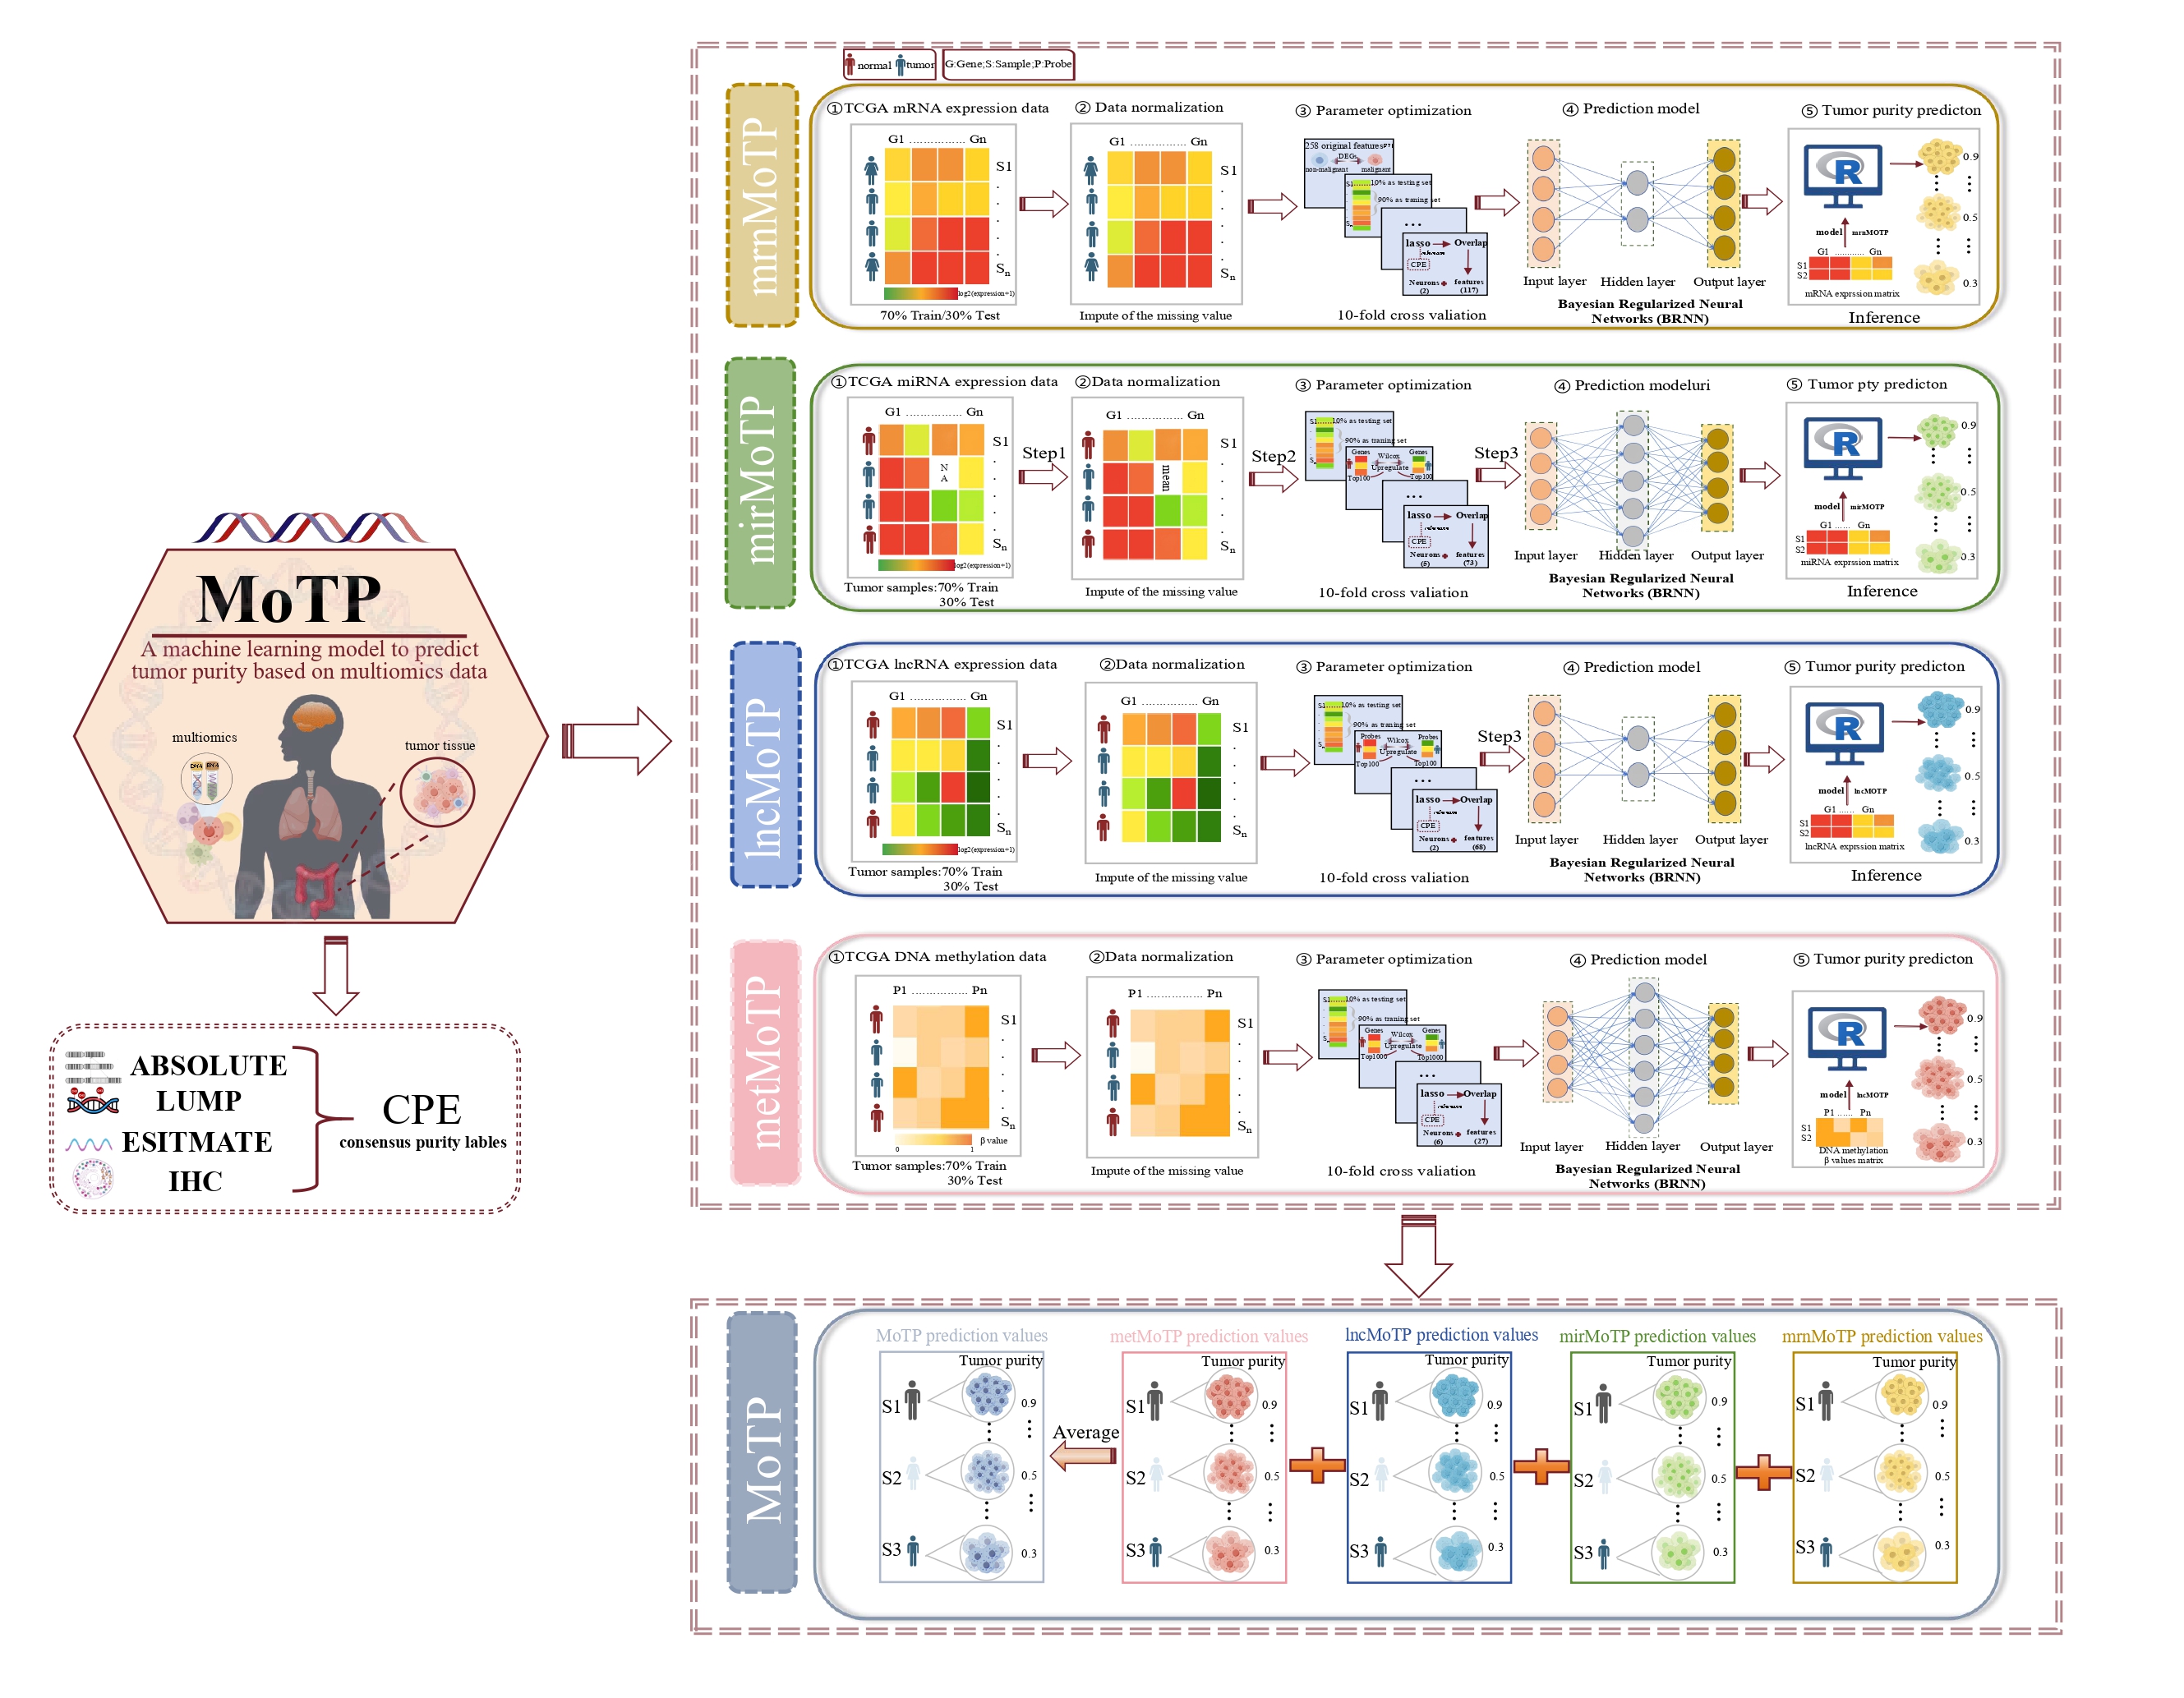 MoTP
A machine learning model to predict
tumor purity based on multiomics data
multiomics
DNA RNA
tumor tissue
ABSOLUTE
LUMP
ESITMATE
IHC
CPE
consensus purity lables
normal tumor
G:Gene;S:Sample;P:Probe
mrnMoTP
①TCGA mRNA expression data
G1 ................ Gn
S1
Sn
log2(expression+1)
70% Train/30% Test
② Data normalization
G1 ................ Gn
S1
Sn
Impute of the missing value
③ Parameter optimization
258 original features
DEGs
non-malignant malignant
S1 10% as testing set
90% as traning set
...
lasso Overlap
CPE
Neurons features
(2) (117)
10-fold cross valiation
④ Prediction model
Input layer Hidden layer Output layer
Bayesian Regularized Neural
Networks (BRNN)
⑤ Tumor purity predicton
R
0.9
0.5
0.3
model mrnMOTP
G1 ........... Gn
S1
S2
mRNA exprssion matrix
Inference
mirMoTP
①TCGA miRNA expression data
G1 ................ Gn
S1
N
A
Sn
log2(expression+1)
Tumor samples:70% Train
30% Test
Step1
②Data normalization
G1 ................ Gn
S1
mean
Sn
Impute of the missing value
Step2
③ Parameter optimization
S1 10% as testing set
90% as traning set
Genes Wilcox Genes
Upregulate
Top100 Top100
...
lasso Overlap
CPE
Neurons features
(5) (73)
10-fold cross valiation
Step3
④ Prediction modeluri
Input layer Hidden layer Output layer
Bayesian Regularized Neural
Networks (BRNN)
⑤ Tumor pty predicton
R
0.9
0.5
0.3
model mirMOTP
G1 ...... Gn
S1
S2
miRNA exprssion matrix
Inference
lncMoTP
①TCGA lncRNA expression data
G1 ................ Gn
S1
Sn
log2(expression+1)
Tumor samples:70% Train
30% Test
②Data normalization
G1 ................ Gn
S1
Sn
Impute of the missing value
③ Parameter optimization
S1 10% as testing set
90% as traning set
Probes Wilcox Probes
Upregulate
Top100 Top100
...
lasso Overlap
CPE
Neurons features
(2) (68)
10-fold cross valiation
Step3
④ Prediction model
Input layer Hidden layer Output layer
Bayesian Regularized Neural
Networks (BRNN)
⑤ Tumor purity predicton
R
0.9
0.5
0.3
model lncMOTP
G1 ...... Gn
S1
S2
lncRNA exprssion matrix
Inference
metMoTP
①TCGA DNA methylation data
P1 ................ Pn
S1
Sn
β value
0 1
Tumor samples:70% Train
30% Test
②Data normalization
P1 ................ Pn
S1
Sn
Impute of the missing value
③ Parameter optimization
S1 10% as testing set
90% as traning set
Genes Wilcox Genes
Upregulate
Top1000 Top1000
...
lasso Overlap
CPE
Neurons features
(6) (27)
10-fold cross valiation
④ Prediction model
Input layer Hidden layer Output layer
Bayesian Regularized Neural
Networks (BRNN)
⑤ Tumor purity predicton
R
0.9
0.5
0.3
model lncMOTP
P1 ...... Pn
S1
S2
DNA methylation
β values matrix
MoTP
MoTP prediction values
Tumor purity
S1 0.9
S2 0.5
S3 0.3
Average
metMoTP prediction values
Tumor purity
S1 0.9
S2 0.5
S3 0.3
lncMoTP prediction values
Tumor purity
S1 0.9
S2 0.5
S3 0.3
mirMoTP prediction values
Tumor purity
S1 0.9
S2 0.5
S3 0.3
mrnMoTP prediction values
Tumor purity
S1 0.9
S2 0.5
S3 0.3